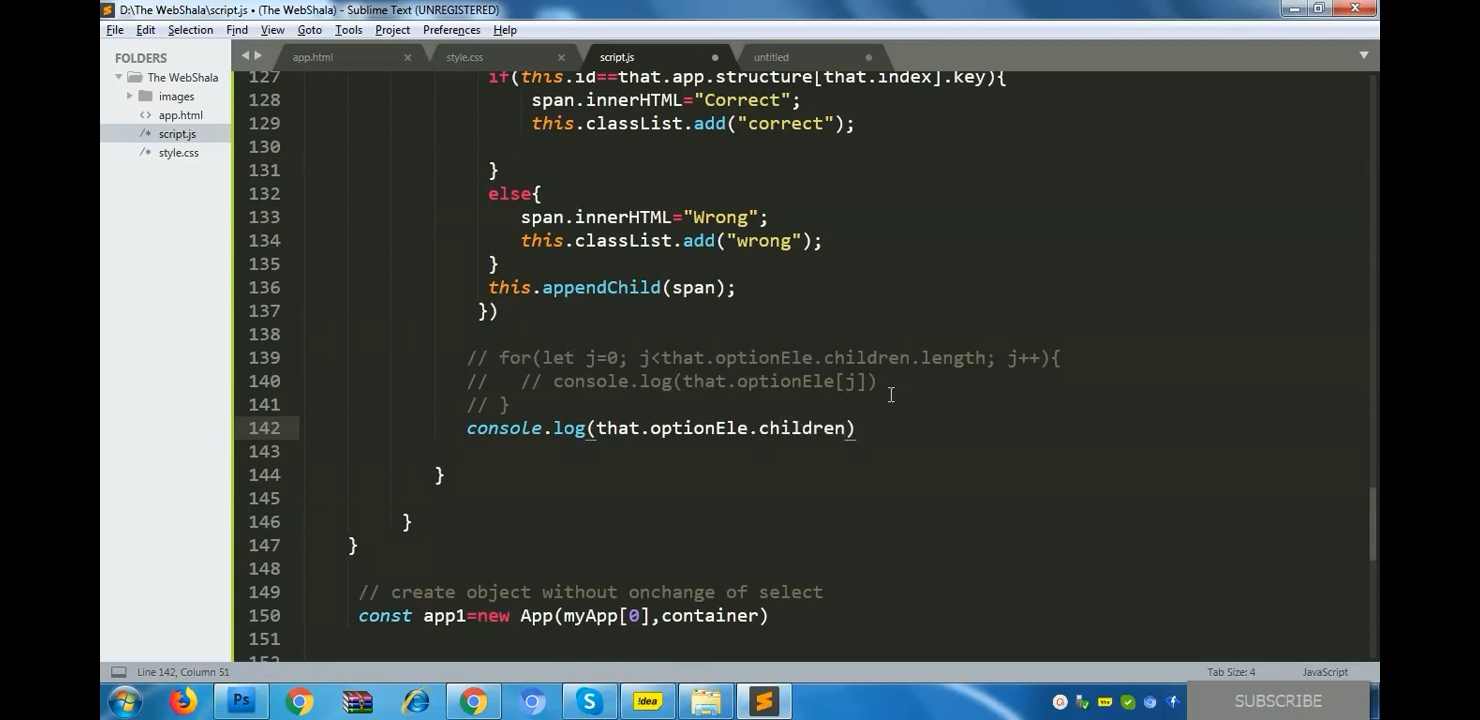 D:\The WebShala\script.js • (The WebShala) - Sublime Text (UNREGISTERED)
File Edit Selection Find View Goto Tools Project Preferences Help
FOLDERS
The WebShala
images
app.html
script.js
style.css
app.html style.css script.js untitled
127 if(this.id==that.app.structure[that.index].key){
128 span.innerHTML="Correct";
129 this.classList.add("correct");
130
131 }
132 else{
133 span.innerHTML="Wrong";
134 this.classList.add("wrong");
135 }
136 this.appendChild(span);
137 })
138
139 // for(let j=0; j<that.optionEle.children.length; j++){
140 // // console.log(that.optionEle[j])
141 // }
142 console.log(that.optionEle.children)
143
144 }
145
146 }
147 }
148
149 // create object without onchange of select
150 const app1=new App(myApp[0],container)
151
152
Line 142, Column 51 Tab Size: 4 JavaScript
Ps !dea SUBSCRIBE